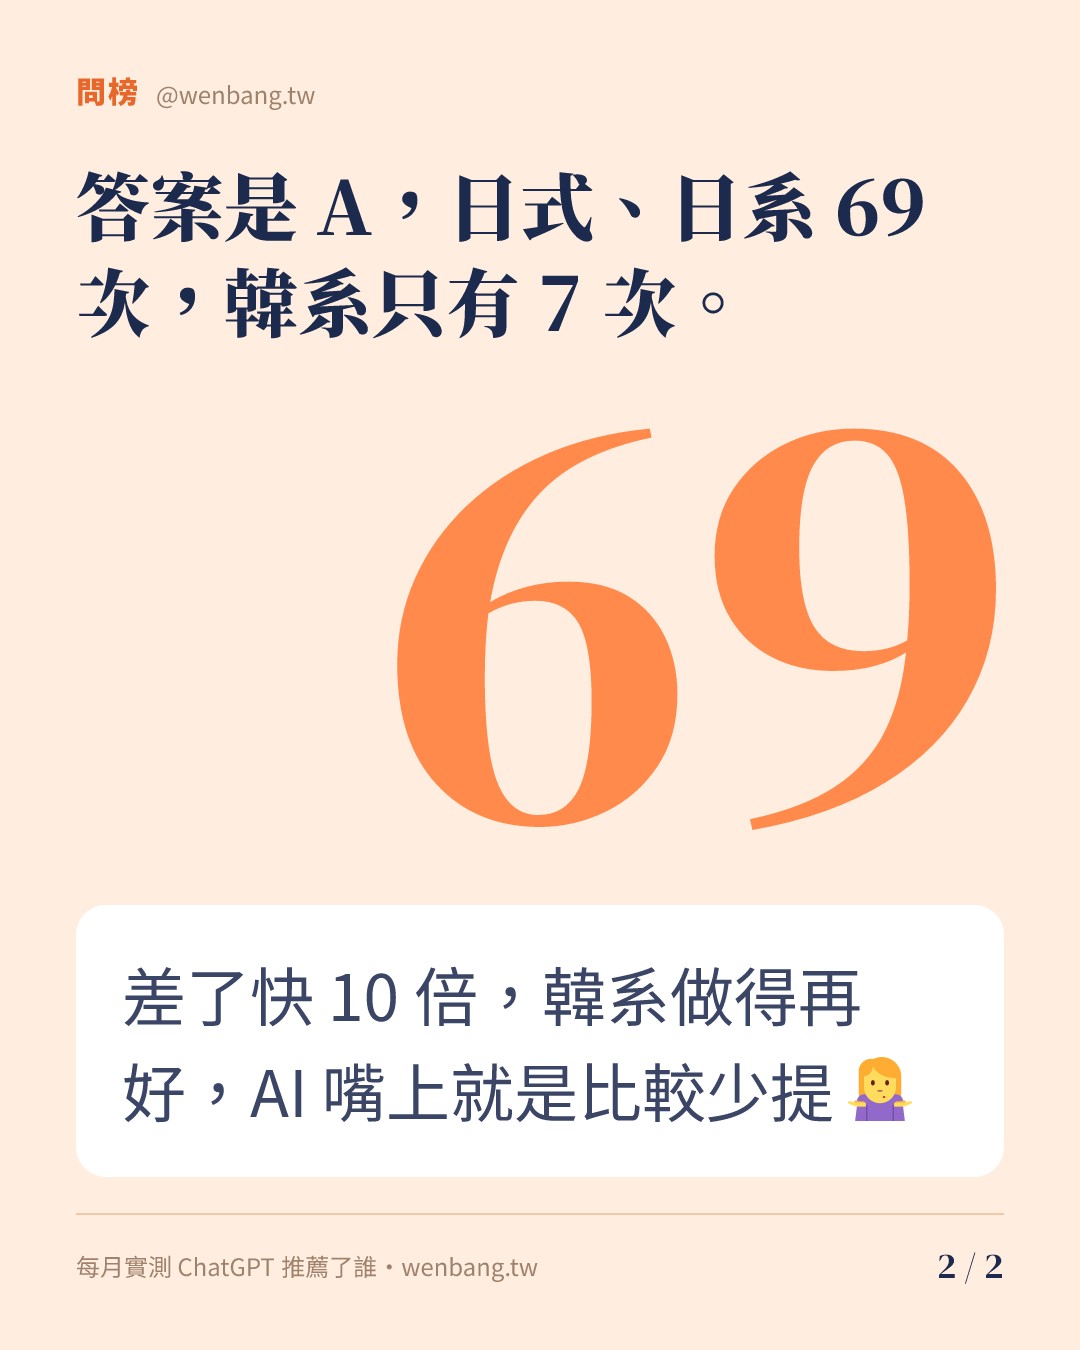 問榜 @wenbang.tw
答案是 A，日式、日系 69
次，韓系只有 7 次。
69
差了快 10 倍，韓系做得再
好，AI 嘴上就是比較少提 🤷‍♀️
每月實測 ChatGPT 推薦了誰・wenbang.tw
2 / 2